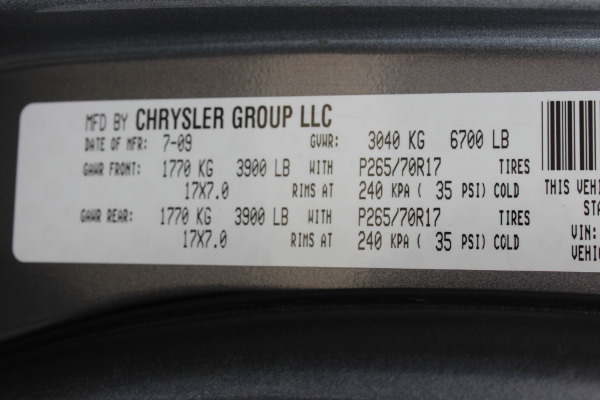 MFD BY CHRYSLER GROUP LLC
DATE OF MFR: 7-09 GVWR: 3040 KG 6700 LB
GAWR FRONT: 1770 KG 3900 LB WITH P265/70R17 TIRES
17X7.0 RIMS AT 240 KPA ( 35 PSI) COLD
GAWR REAR: 1770 KG 3900 LB WITH P265/70R17 TIRES
17X7.0 RIMS AT 240 KPA ( 35 PSI) COLD
THIS VEHI
STA
VIN:
VEHIC